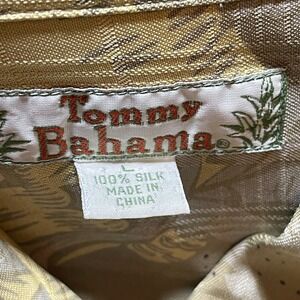 Tommy
Bahama®
L
100% SILK
MADE IN
CHINA